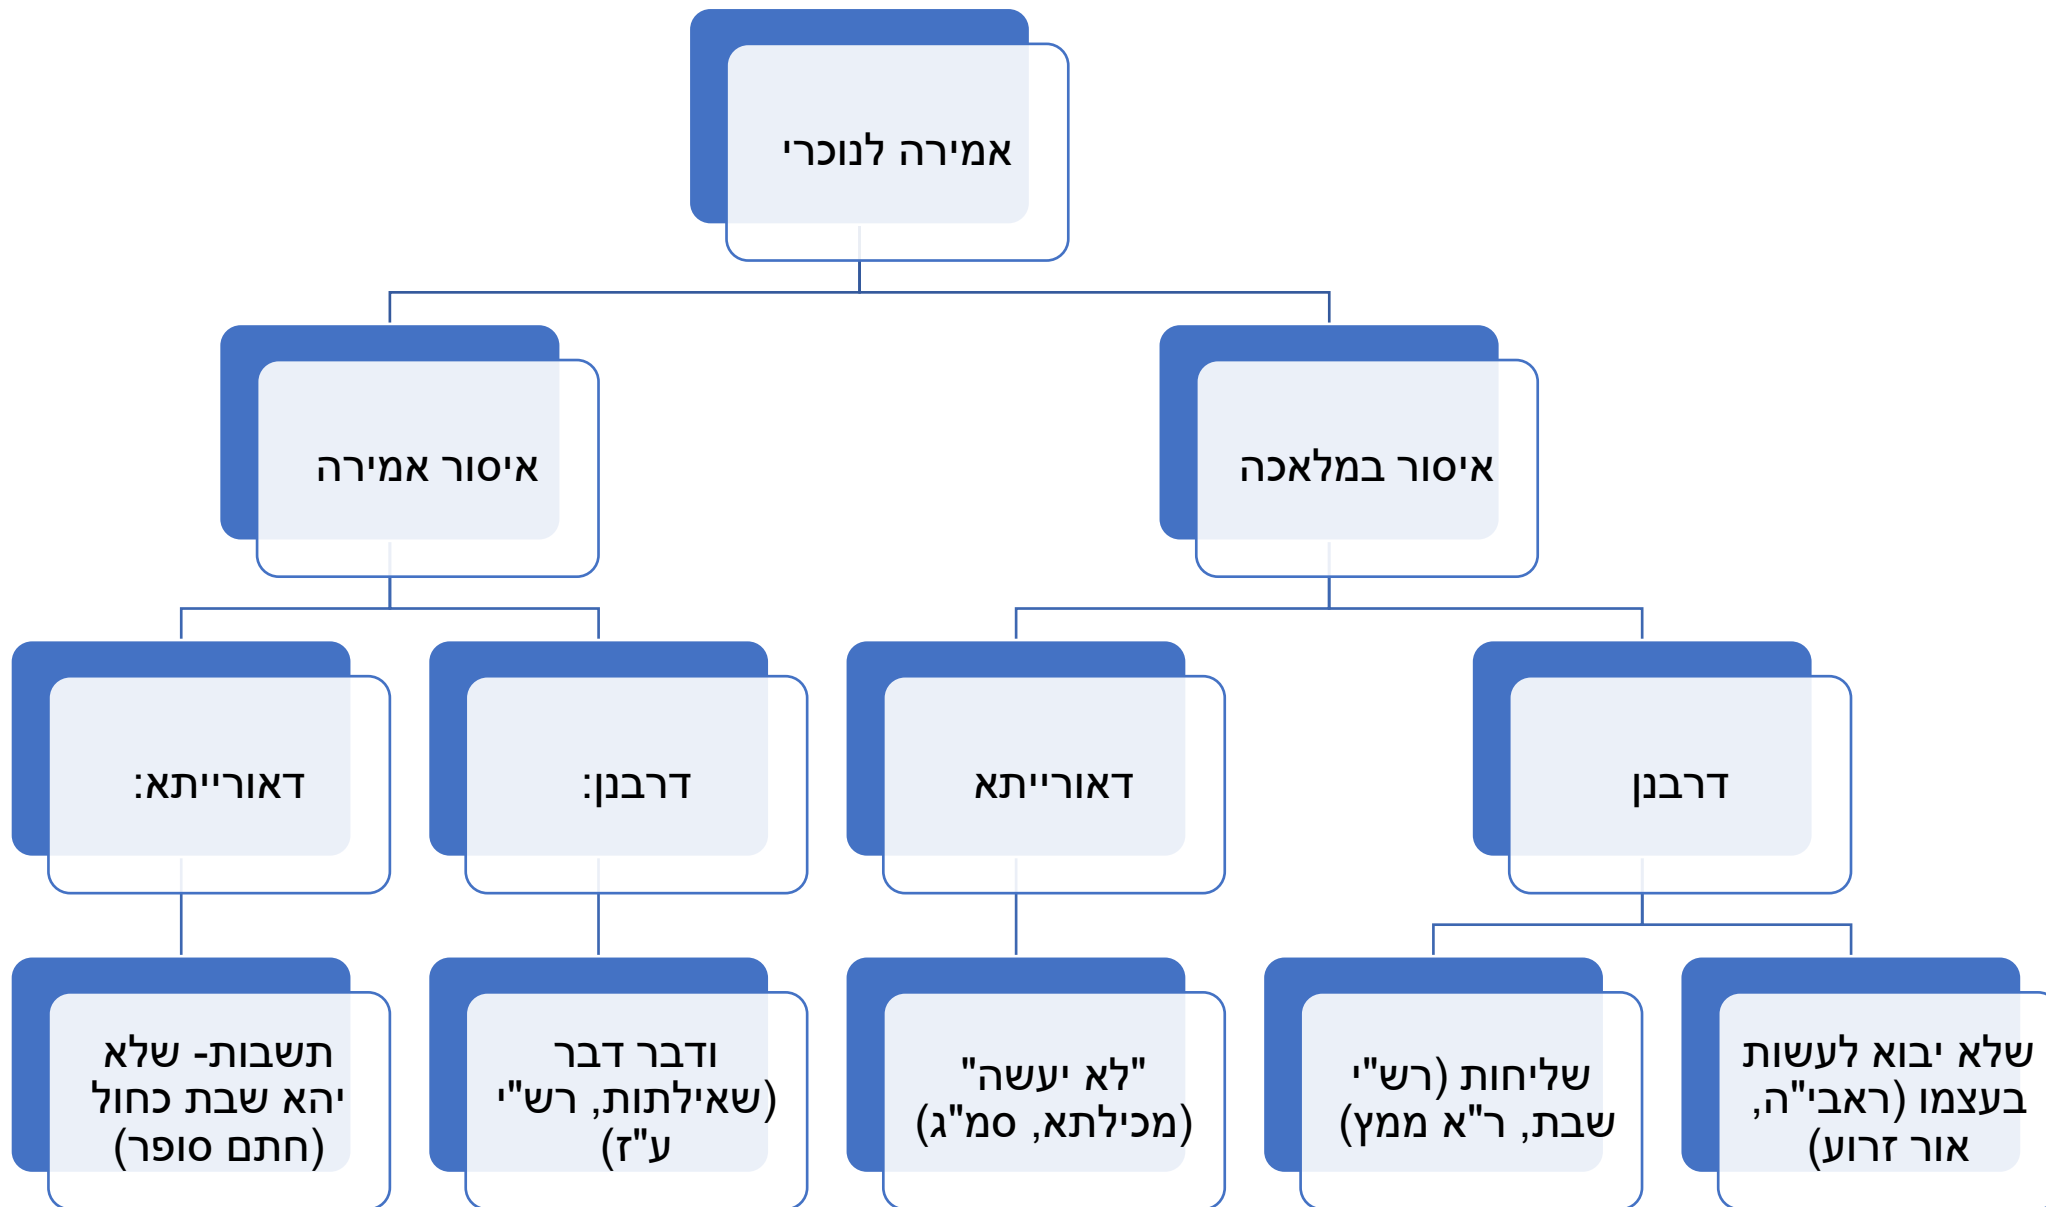 אמירה לנוכרי
איסור במלאכה
איסור אמירה
דרבנן
דאורייתא
דרבנן:
דאורייתא:
שלא יבוא לעשות
בעצמו (ראבי"ה,
אור זרוע)
שליחות (רש"י
שבת, ר"א ממץ)
"לא יעשה"
(מכילתא, סמ"ג)
ודבר דבר
(שאילתות, רש"י
ע"ז)
תשבות- שלא
יהא שבת כחול
(חתם סופר)